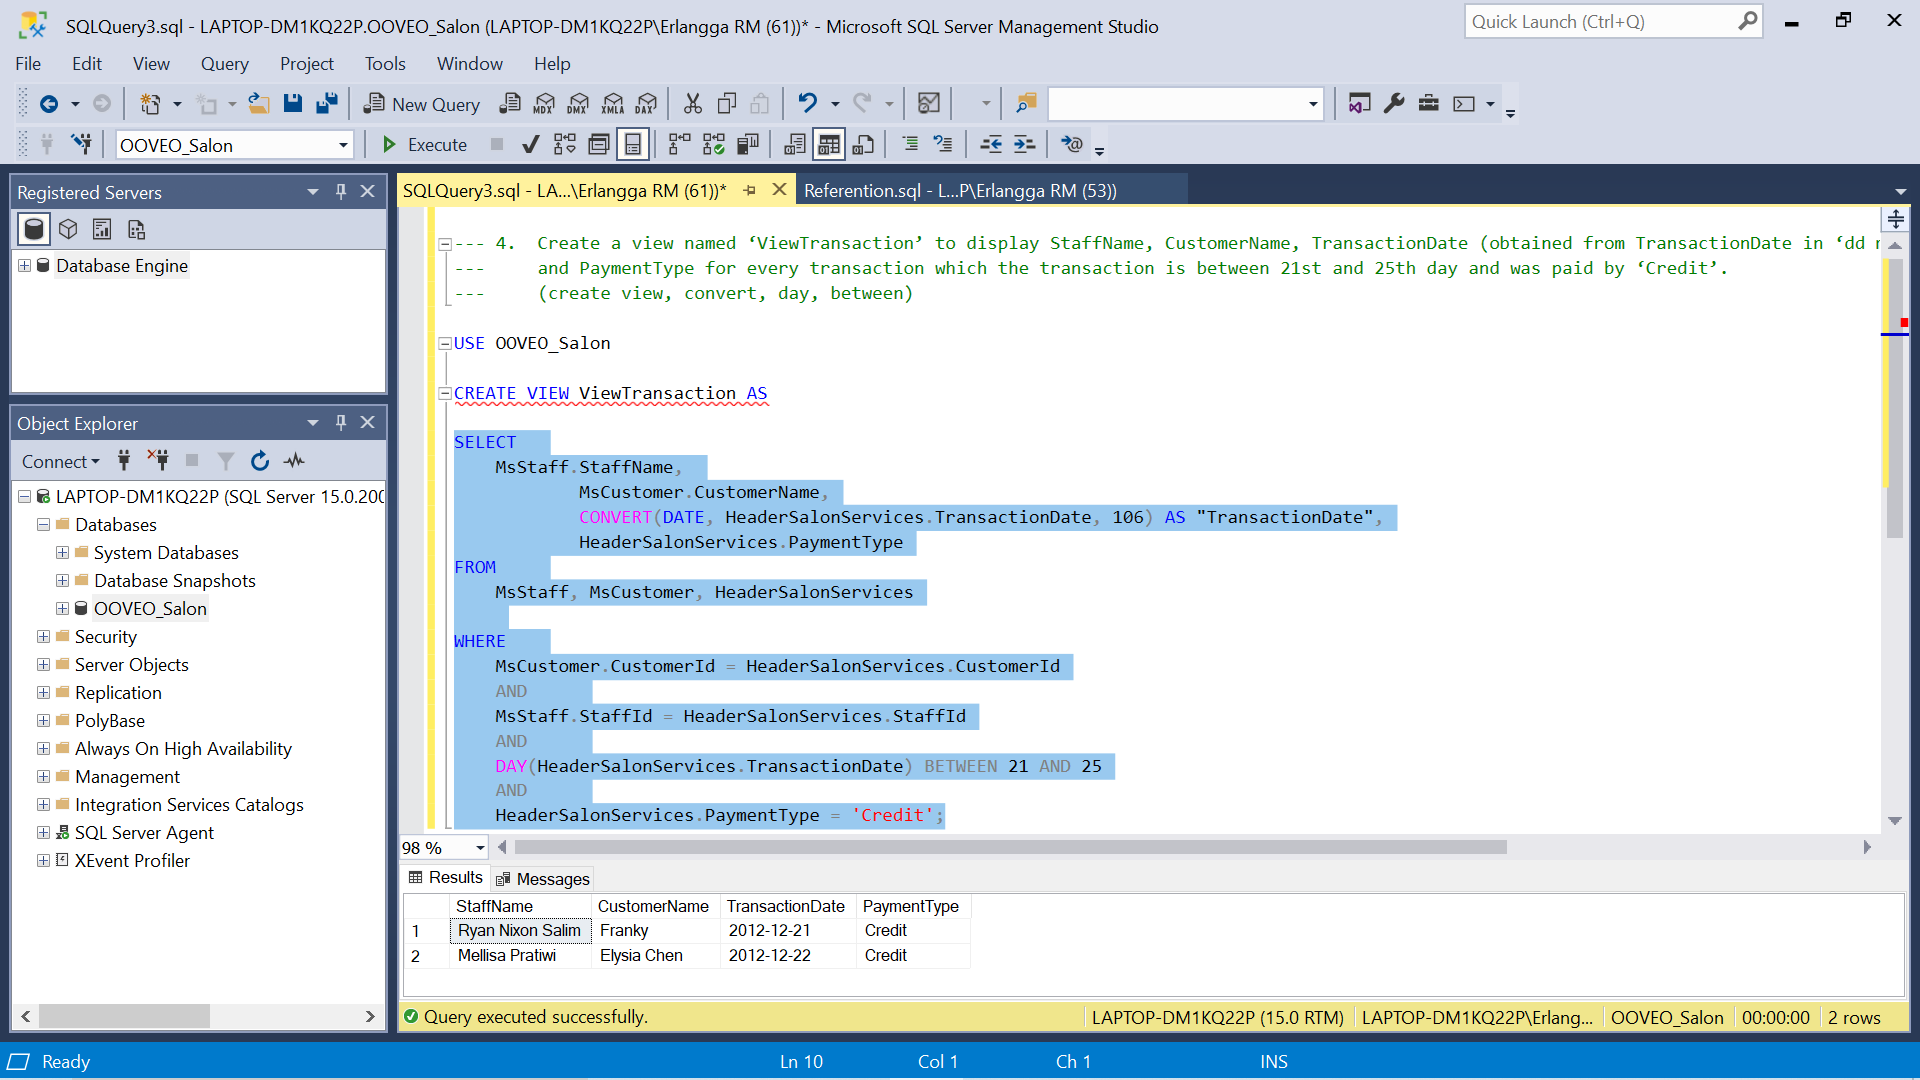 SQLQuery3.sql - LAPTOP-DM1KQ22P.OOVEO_Salon (LAPTOP-DM1KQ22P\Erlangga RM (61))* - Microsoft SQL Server Management Studio
Quick Launch (Ctrl+Q)
File Edit View Query Project Tools Window Help
New Query MDX DMX XMLA DAX
OOVEO_Salon Execute
Registered Servers
Database Engine
Object Explorer
Connect
LAPTOP-DM1KQ22P (SQL Server 15.0.200
Databases
System Databases
Database Snapshots
OOVEO_Salon
Security
Server Objects
Replication
PolyBase
Always On High Availability
Management
Integration Services Catalogs
SQL Server Agent
XEvent Profiler
SQLQuery3.sql - LA...\Erlangga RM (61))* Referention.sql - L...P\Erlangga RM (53))
--- 4. Create a view named ‘ViewTransaction’ to display StaffName, CustomerName, TransactionDate (obtained from TransactionDate in ‘dd
--- and PaymentType for every transaction which the transaction is between 21st and 25th day and was paid by ‘Credit’.
--- (create view, convert, day, between)
USE OOVEO_Salon
CREATE VIEW ViewTransaction AS
SELECT
MsStaff.StaffName,
MsCustomer.CustomerName,
CONVERT(DATE, HeaderSalonServices.TransactionDate, 106) AS "TransactionDate",
HeaderSalonServices.PaymentType
FROM
MsStaff, MsCustomer, HeaderSalonServices
WHERE
MsCustomer.CustomerId = HeaderSalonServices.CustomerId
AND
MsStaff.StaffId = HeaderSalonServices.StaffId
AND
DAY(HeaderSalonServices.TransactionDate) BETWEEN 21 AND 25
AND
HeaderSalonServices.PaymentType = 'Credit';
98 %
Results Messages
StaffName CustomerName TransactionDate PaymentType
1 Ryan Nixon Salim Franky 2012-12-21 Credit
2 Mellisa Pratiwi Elysia Chen 2012-12-22 Credit
Query executed successfully. LAPTOP-DM1KQ22P (15.0 RTM) LAPTOP-DM1KQ22P\Erlang... OOVEO_Salon 00:00:00 2 rows
Ready Ln 10 Col 1 Ch 1 INS